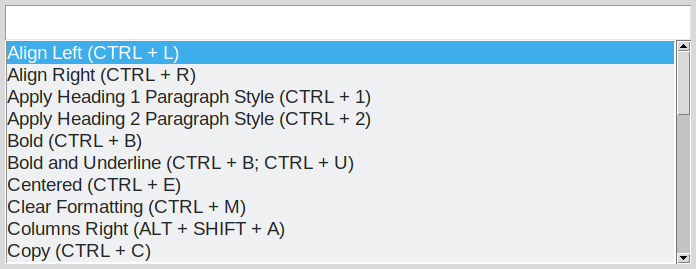 Align Left (CTRL + L)
Align Right (CTRL + R)
Apply Heading 1 Paragraph Style (CTRL + 1)
Apply Heading 2 Paragraph Style (CTRL + 2)
Bold (CTRL + B)
Bold and Underline (CTRL + B; CTRL + U)
Centered (CTRL + E)
Clear Formatting (CTRL + M)
Columns Right (ALT + SHIFT + A)
Copy (CTRL + C)